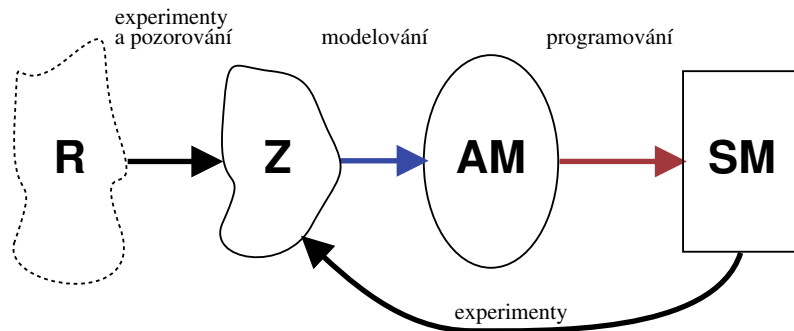 experimenty
a pozorování
modelování
programování
R
Z
AM
SM
experimenty